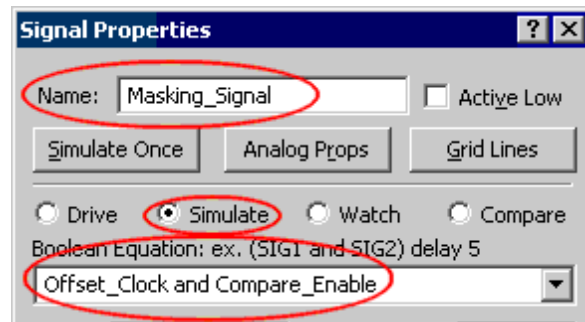 Signal Properties
Name: Masking_Signal Active Low
Simulate Once Analog Props Grid Lines
Drive Simulate Watch Compare
Boolean Equation: ex. (SIG1 and SIG2) delay 5
Offset_Clock and Compare_Enable